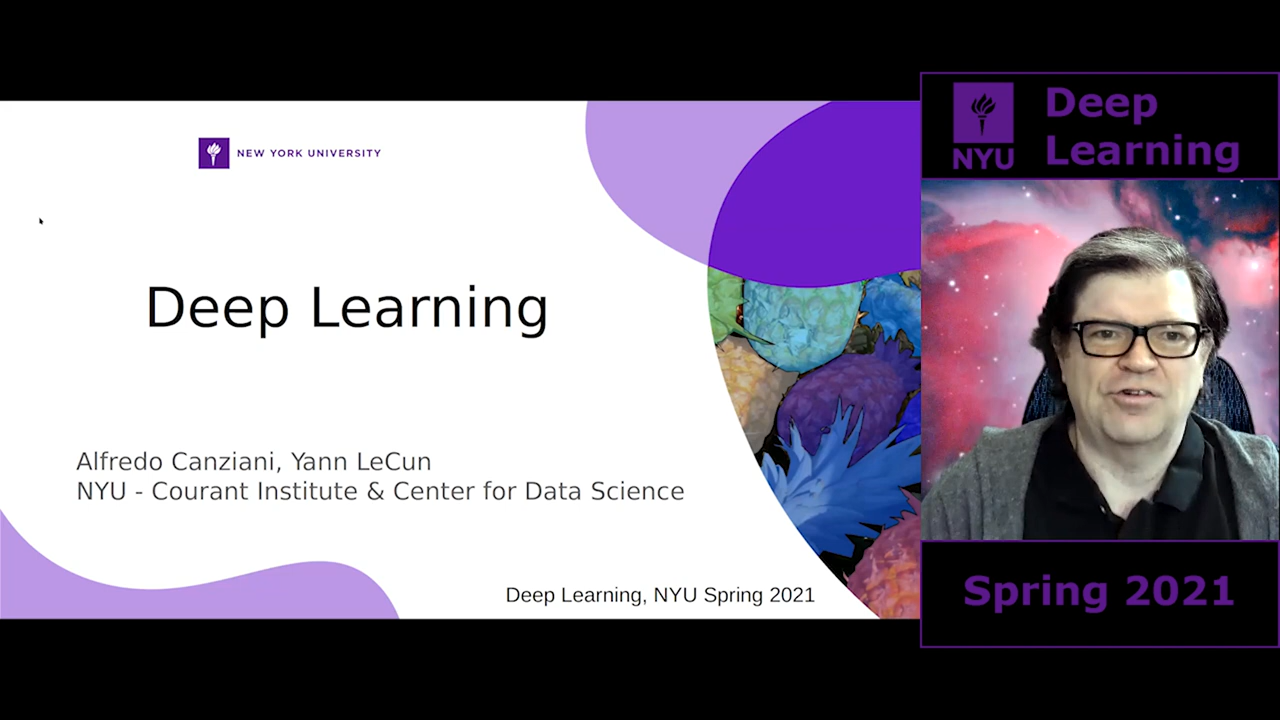 NEW YORK UNIVERSITY
Deep Learning
Alfredo Canziani, Yann LeCun
NYU - Courant Institute & Center for Data Science
Deep Learning, NYU Spring 2021
NYU
Deep
Learning
Spring 2021